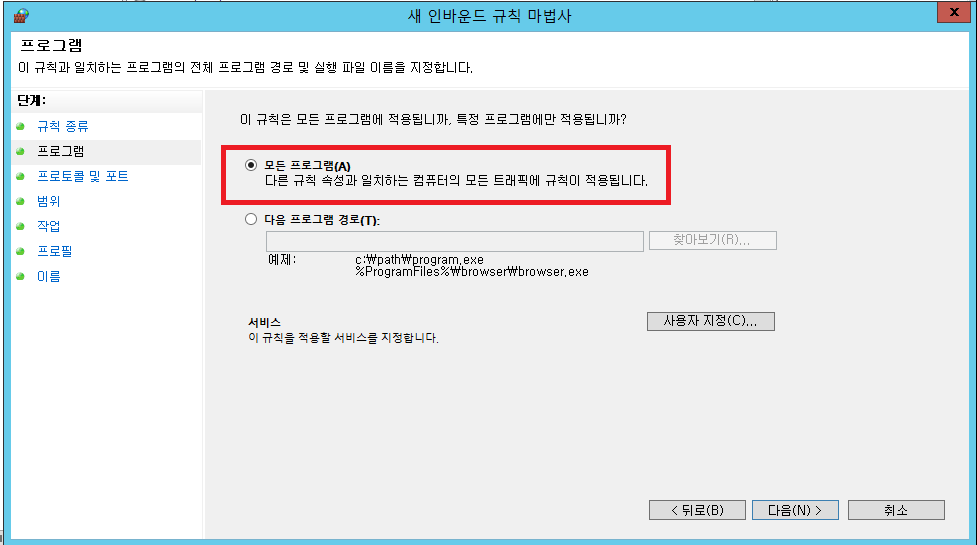 새 인바운드 규칙 마법사
x
프로그램
이 규칙과 일치하는 프로그램의 전체 프로그램 경로 및 실행 파일 이름을 지정합니다.
단계:
규칙 종류
프로그램
프로토콜 및 포트
범위
작업
프로필
이름
이 규칙은 모든 프로그램에 적용됩니까, 특정 프로그램에만 적용됩니까?
모든 프로그램(A)
다른 규칙 속성과 일치하는 컴퓨터의 모든 트래픽에 규칙이 적용됩니다.
다음 프로그램 경로(T):
찾아보기(R)...
예제: c:₩path₩program.exe
%ProgramFiles%₩browser₩browser.exe
서비스
이 규칙을 적용할 서비스를 지정합니다.
사용자 지정(C)...
< 뒤로(B) 다음(N) > 취소